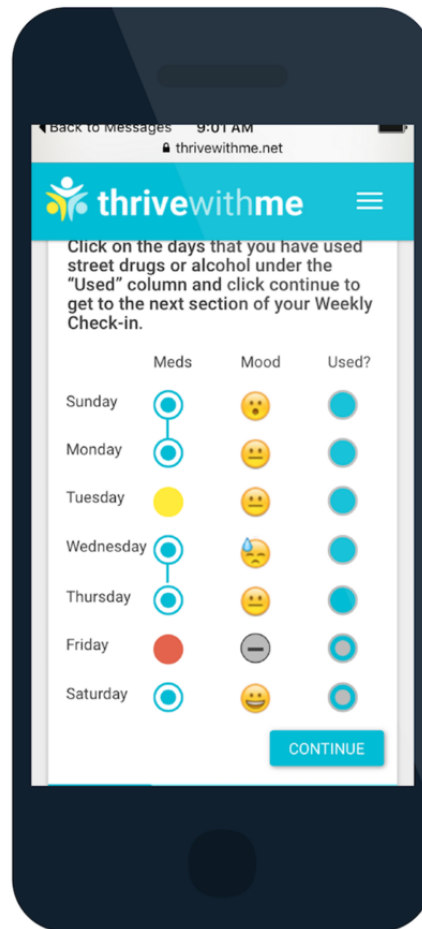 Back to Messages 9:01 AM
thrivewithme.net
thrivewithme
Click on the days that you have used
street drugs or alcohol under the
“Used” column and click continue to
get to the next section of your Weekly
Check-in.
Meds Mood Used?
Sunday
Monday
Tuesday
Wednesday
Thursday
Friday
Saturday
CONTINUE